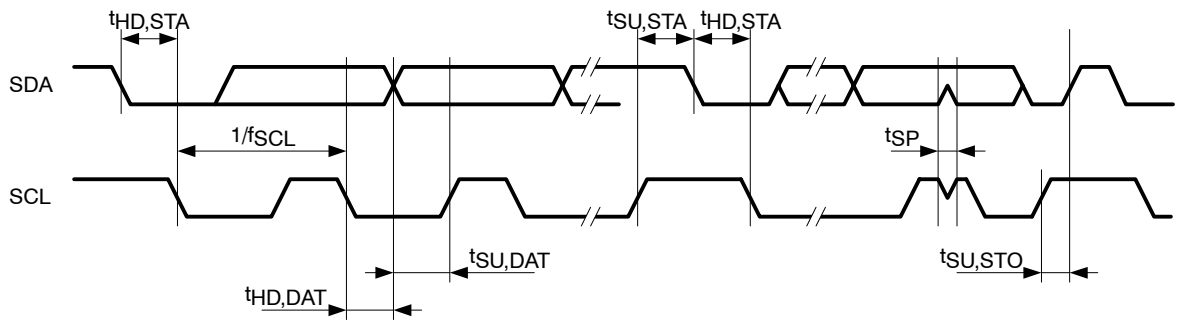 tHD,STA
tSU,STA
tHD,STA
SDA
1/fSCL
tSP
SCL
tSU,DAT
tSU,STO
tHD,DAT